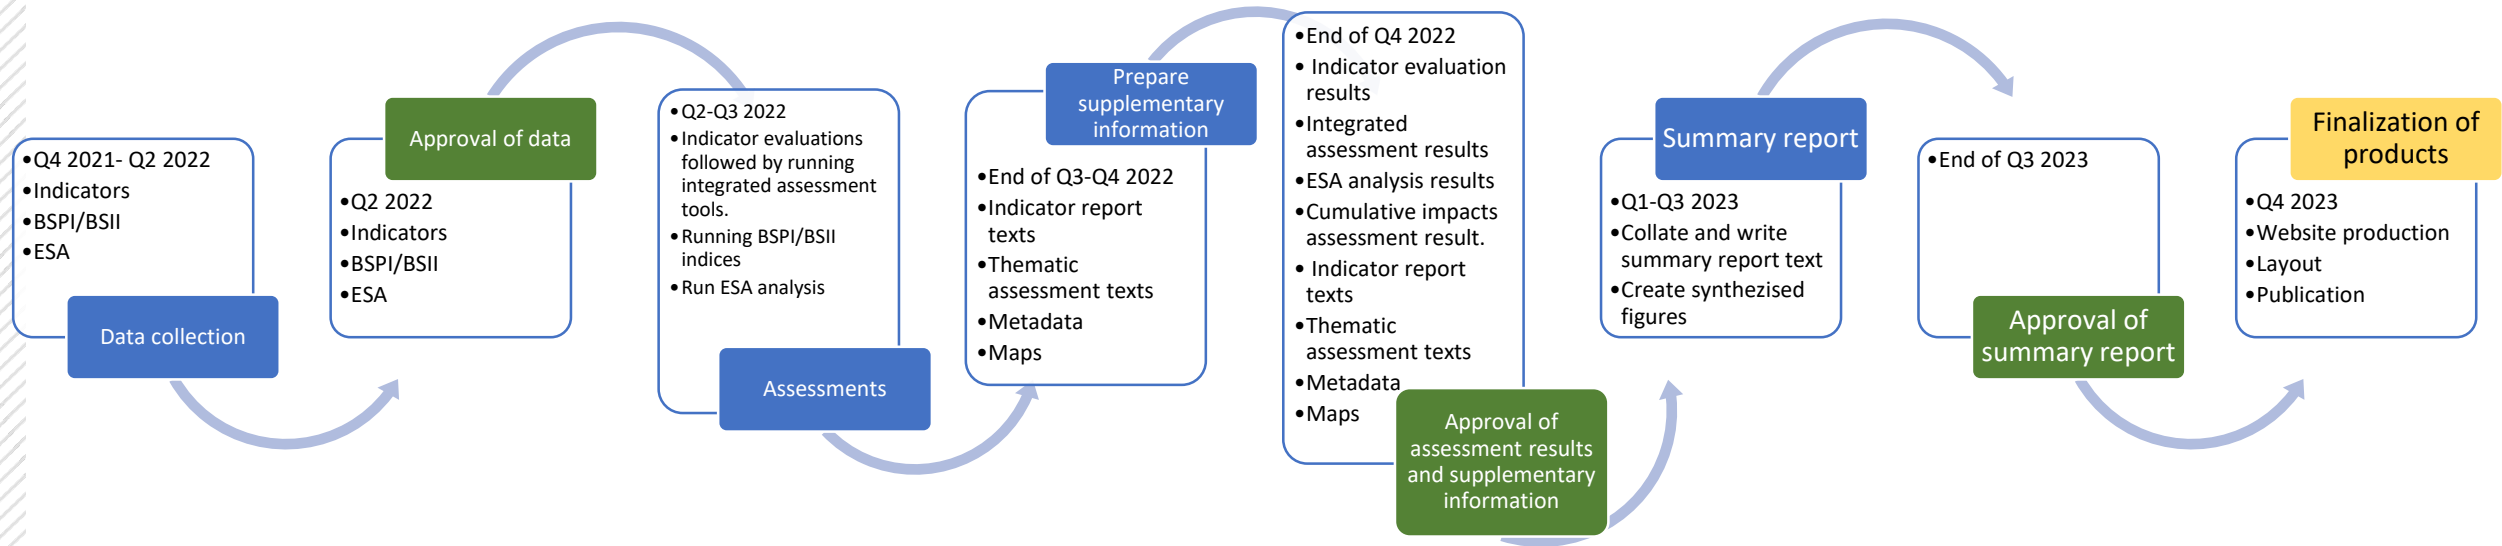 •Q4 2021- Q2 2022
•Indicators
•BSPI/BSII
•ESA
Data collection
Approval of data
•Q2 2022
•Indicators
•BSPI/BSII
•ESA
•Q2-Q3 2022
•Indicator evaluations
followed by running
integrated assessment
tools.
•Running BSPI/BSII
indices
•Run ESA analysis
Assessments
Prepare
supplementary
information
•End of Q3-Q4 2022
•Indicator report
texts
•Thematic
assessment texts
•Metadata
•Maps
•End of Q4 2022
• Indicator evaluation
results
•Integrated
assessment results
•ESA analysis results
•Cumulative impacts
assessment result.
• Indicator report
texts
•Thematic
assessment texts
•Metadata
•Maps
Approval of
assessment results
and supplementary
information
Summary report
•Q1-Q3 2023
•Collate and write
summary report text
•Create synthezised
figures
•End of Q3 2023
Approval of
summary report
Finalization of
products
•Q4 2023
•Website production
•Layout
•Publication